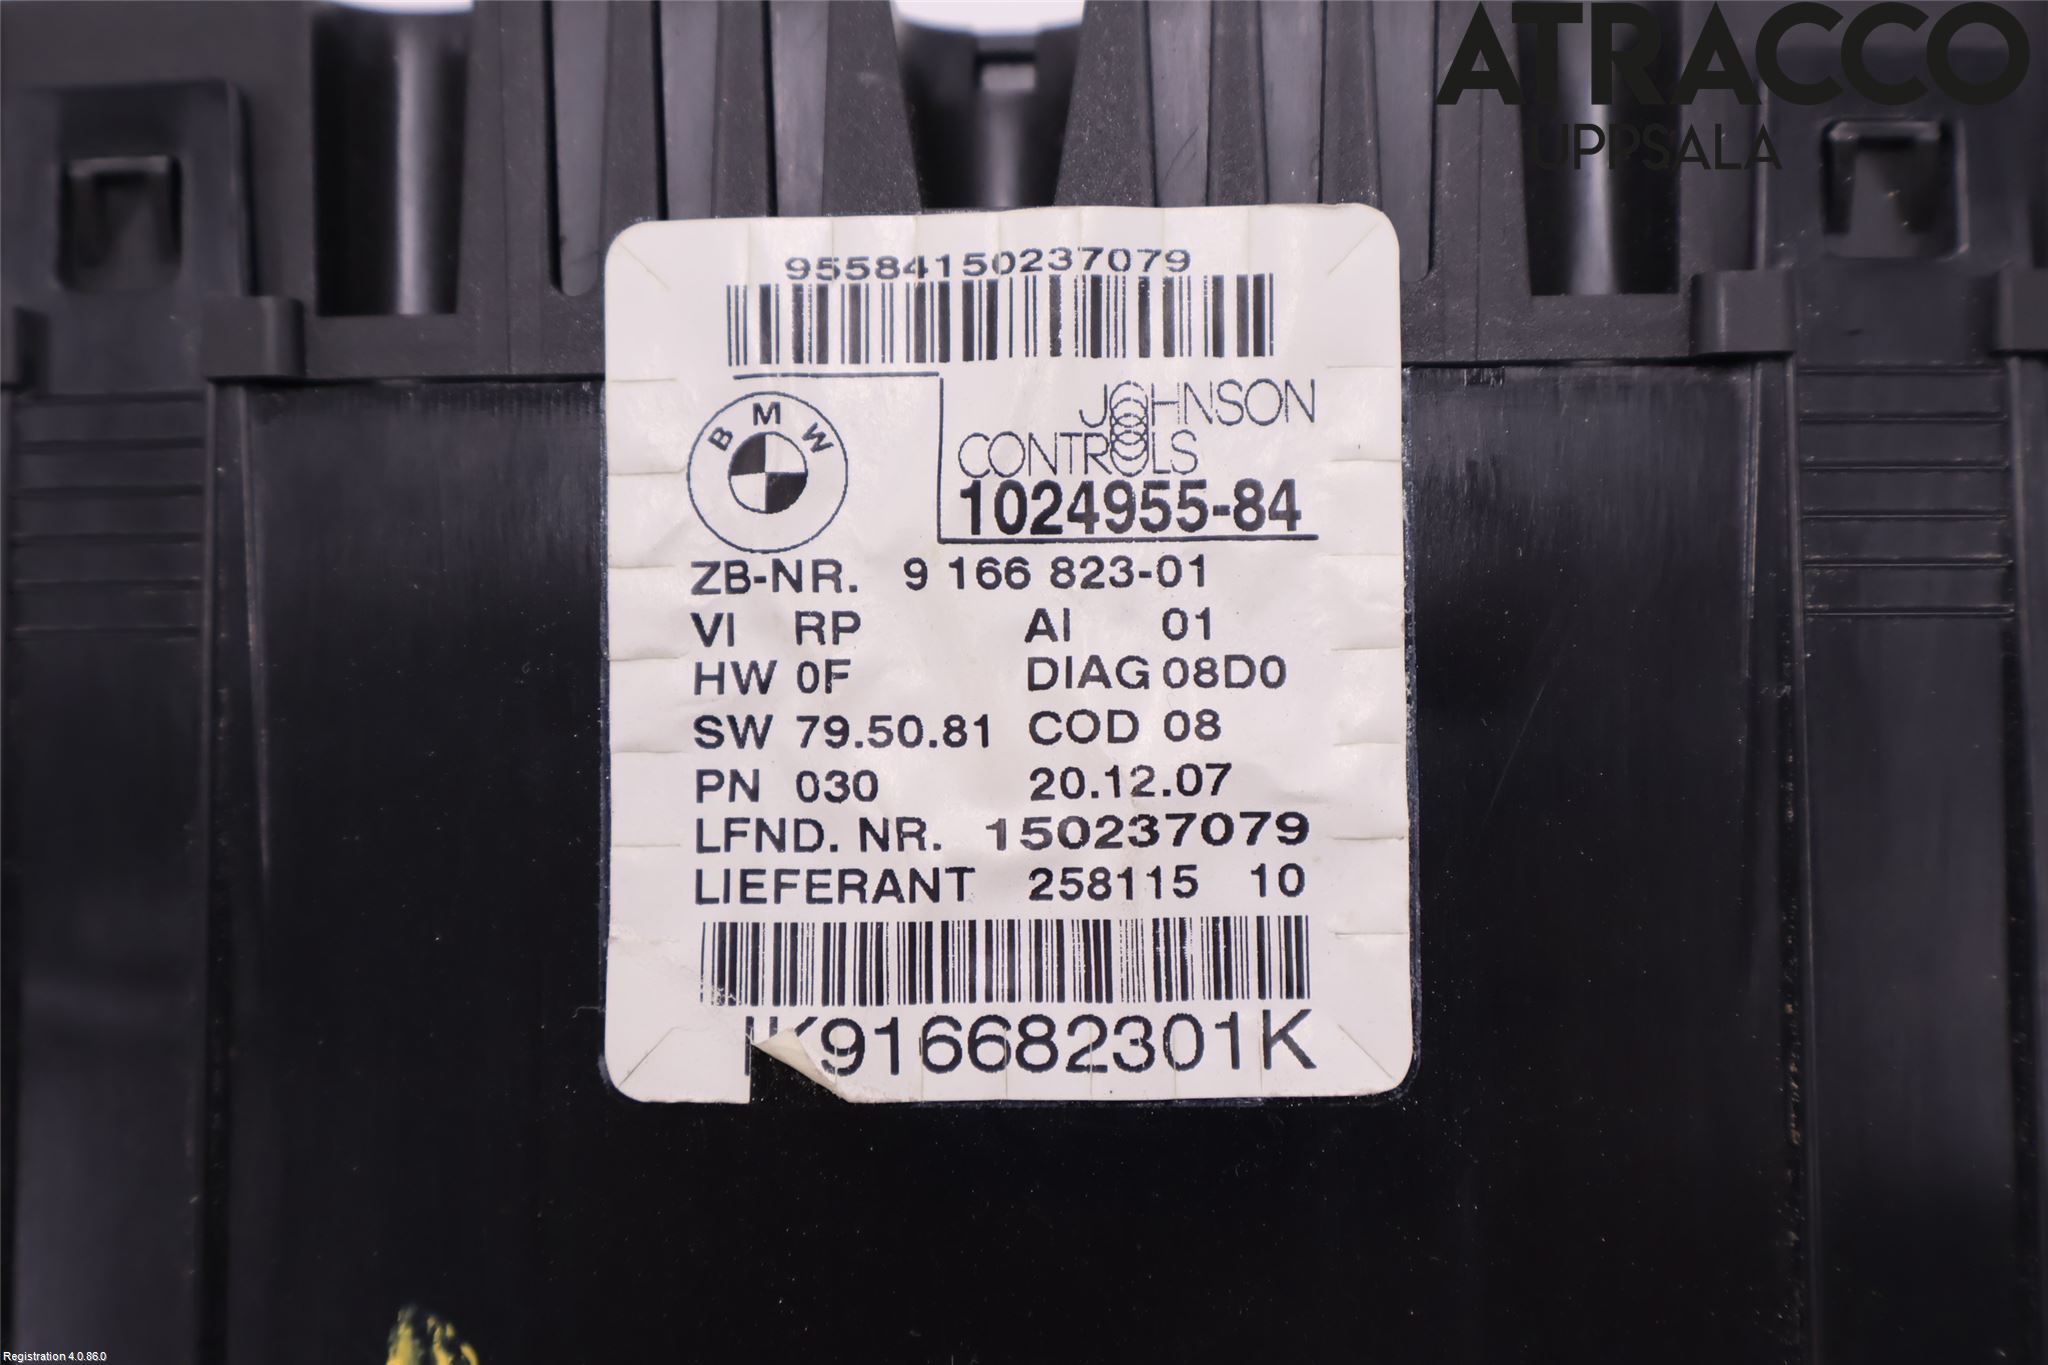 ATRACCO
UPPSALA
95584150237079
BMW
JOHNSON
CONTROLS
1024955-84
ZB-NR. 9 166 823-01
VI RP AI 01
HW 0F DIAG 08D0
SW 79.50.81 COD 08
PN 030 20.12.07
LFND. NR. 150237079
LIEFERANT 258115 10
K916682301K
Registration 4.0.86.0